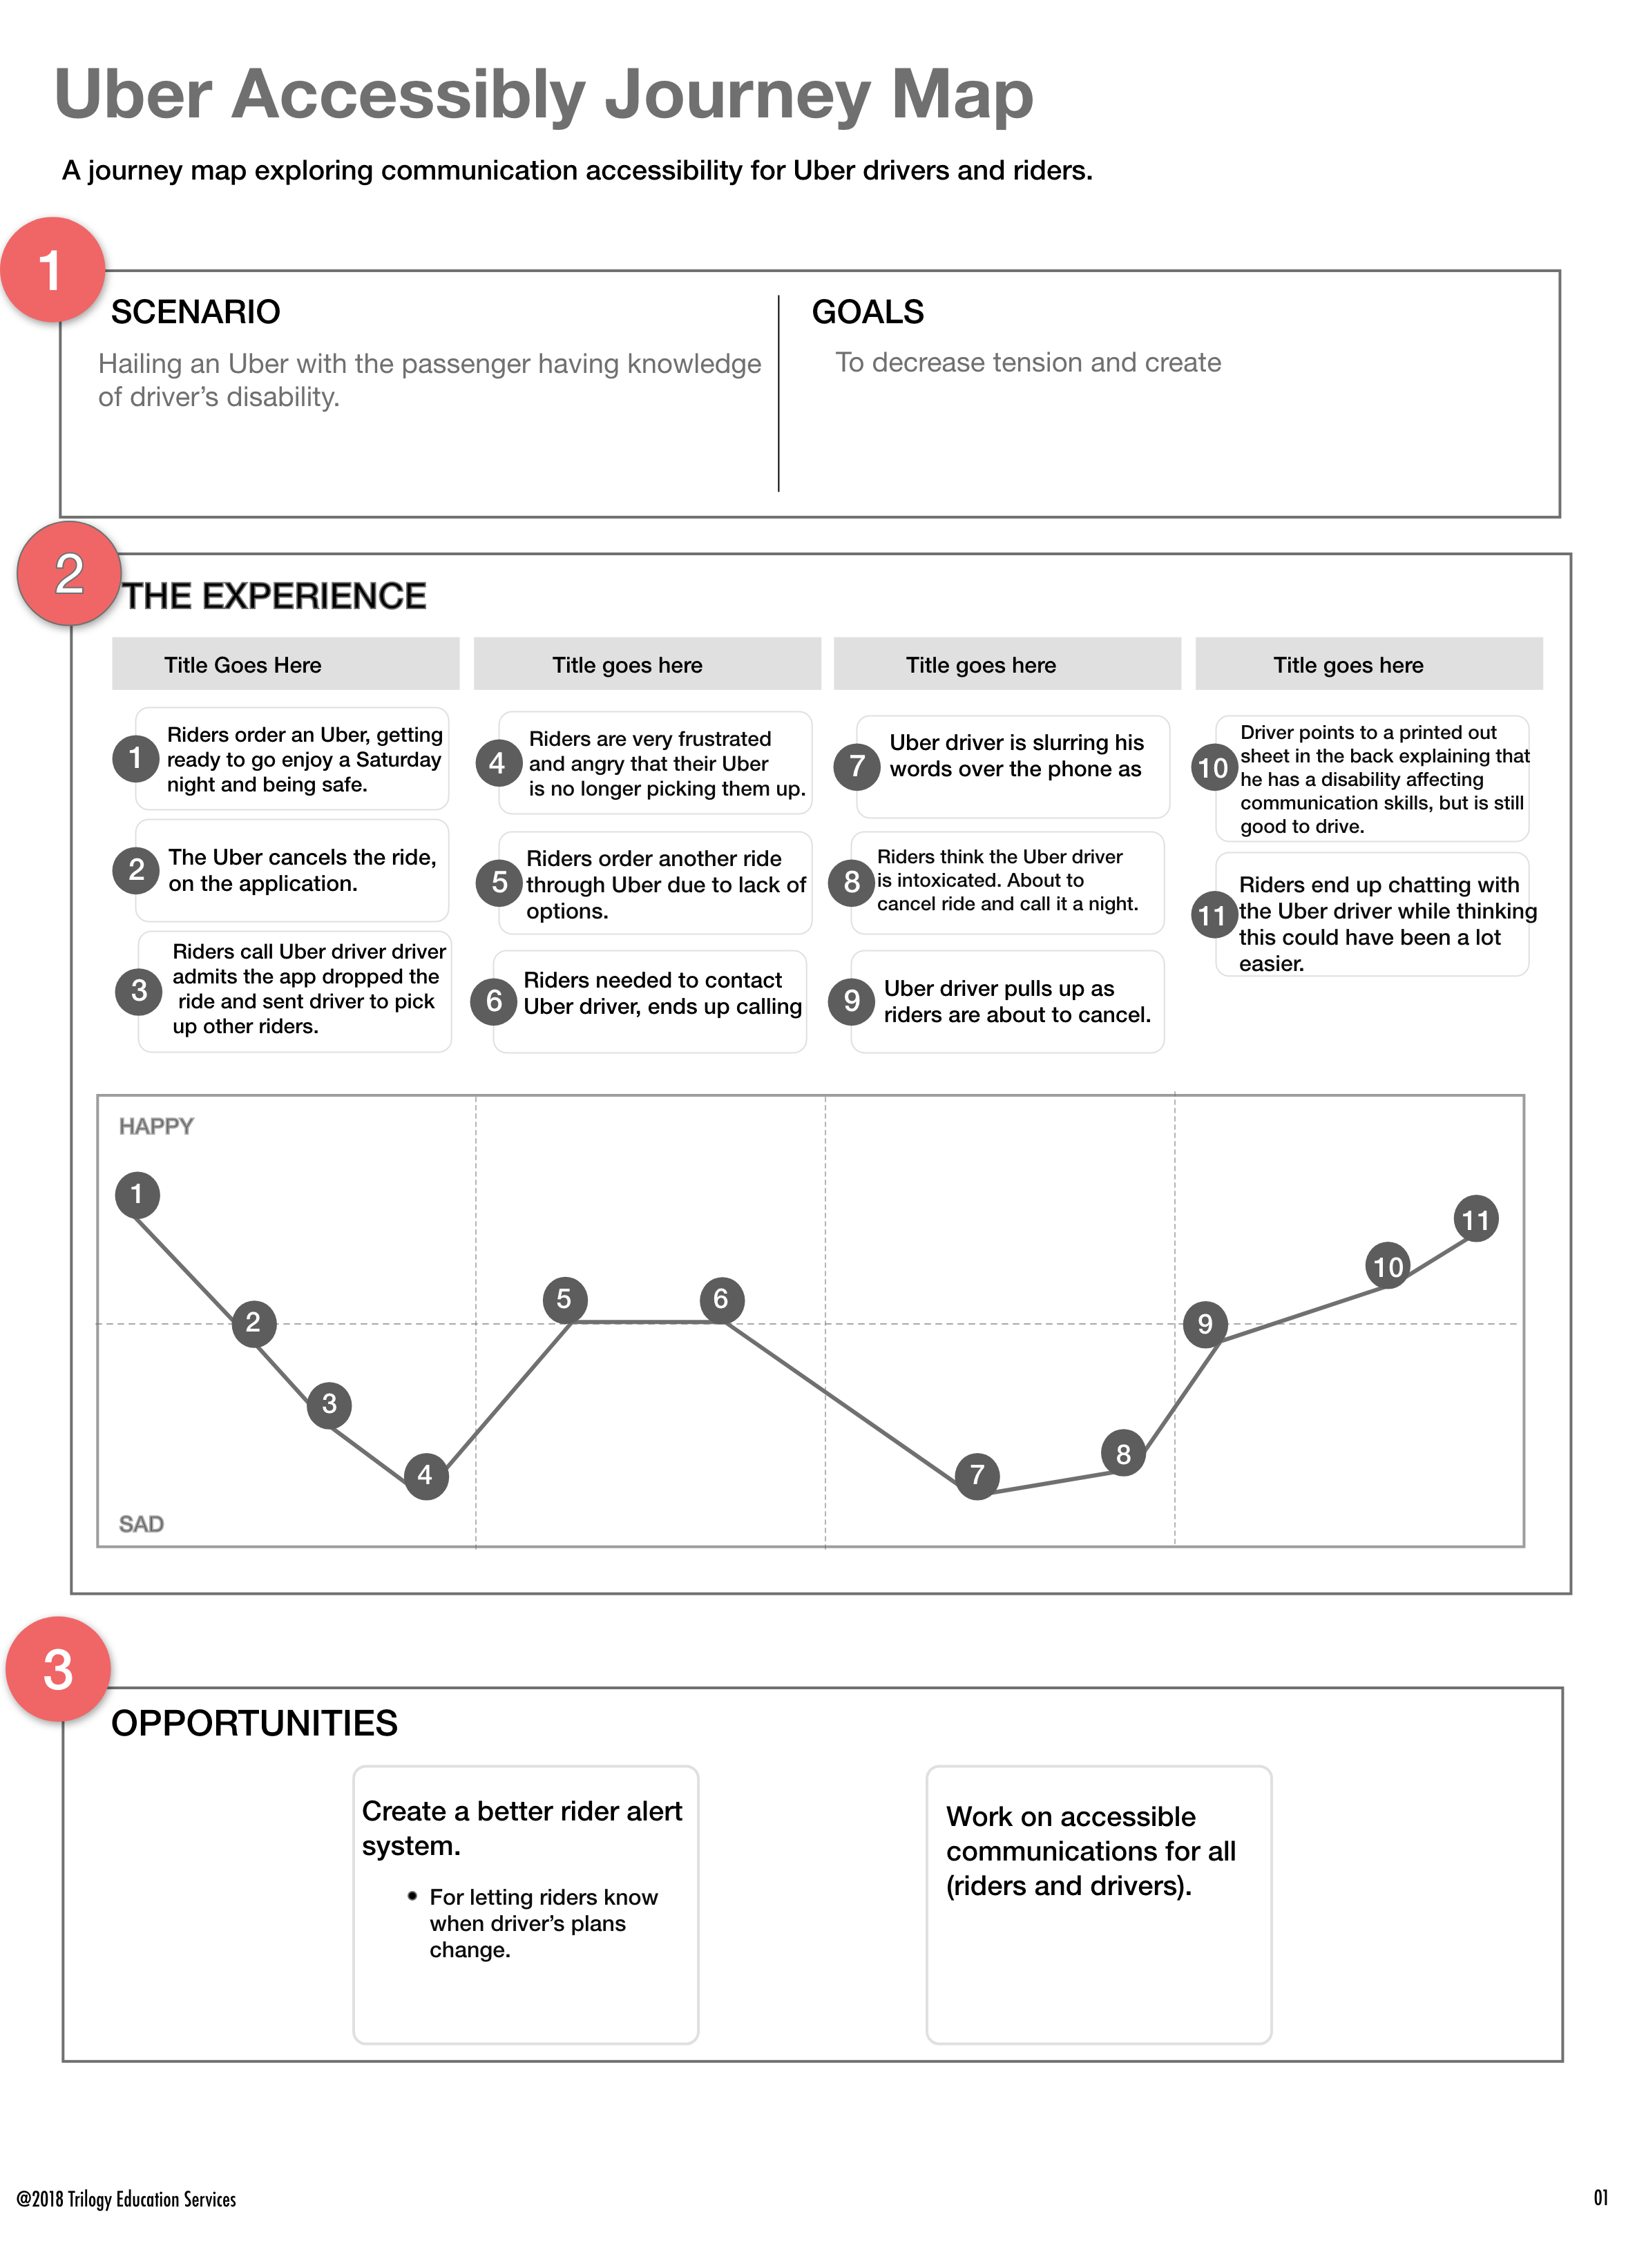 Uber Accessibly Journey Map
A journey map exploring communication accessibility for Uber drivers and riders.
1
SCENARIO
Hailing an Uber with the passenger having knowledge
of driver’s disability.
GOALS
To decrease tension and create
2
THE EXPERIENCE
Title Goes Here
Title goes here
Title goes here
Title goes here
1
Riders order an Uber, getting
ready to go enjoy a Saturday
night and being safe.
2
The Uber cancels the ride,
on the application.
3
Riders call Uber driver driver
admits the app dropped the
ride and sent driver to pick
up other riders.
4
Riders are very frustrated
and angry that their Uber
is no longer picking them up.
5
Riders order another ride
through Uber due to lack of
options.
6
Riders needed to contact
Uber driver, ends up calling
7
Uber driver is slurring his
words over the phone as
8
Riders think the Uber driver
is intoxicated. About to
cancel ride and call it a night.
9
Uber driver pulls up as
riders are about to cancel.
10
Driver points to a printed out
sheet in the back explaining that
he has a disability affecting
communication skills, but is still
good to drive.
11
Riders end up chatting with
the Uber driver while thinking
this could have been a lot
easier.
HAPPY
1
2
3
4
5
6
7
8
9
10
11
SAD
3
OPPORTUNITIES
Create a better rider alert
system.
• For letting riders know
when driver’s plans
change.
Work on accessible
communications for all
(riders and drivers).
@2018 Trilogy Education Services
01